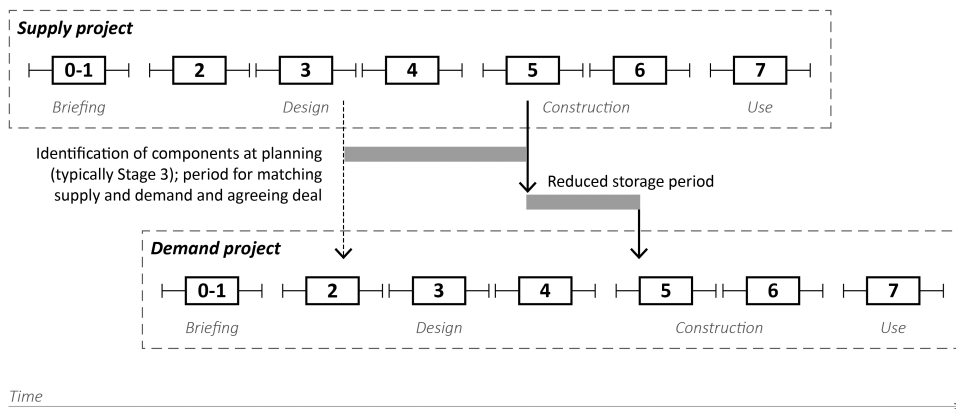 Supply project
0-1 2 3 4 5 6 7
Briefing Design Construction Use
Identification of components at planning
(typically Stage 3); period for matching
supply and demand and agreeing deal
Reduced storage period
Demand project
0-1 2 3 4 5 6 7
Briefing Design Construction Use
Time